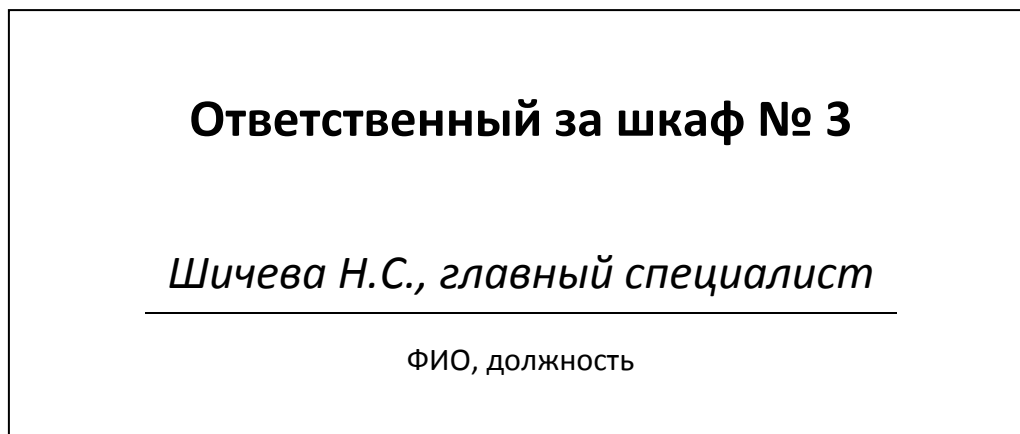 Ответственный за шкаф № 3
Шичева Н.С., главный специалист
ФИО, должность